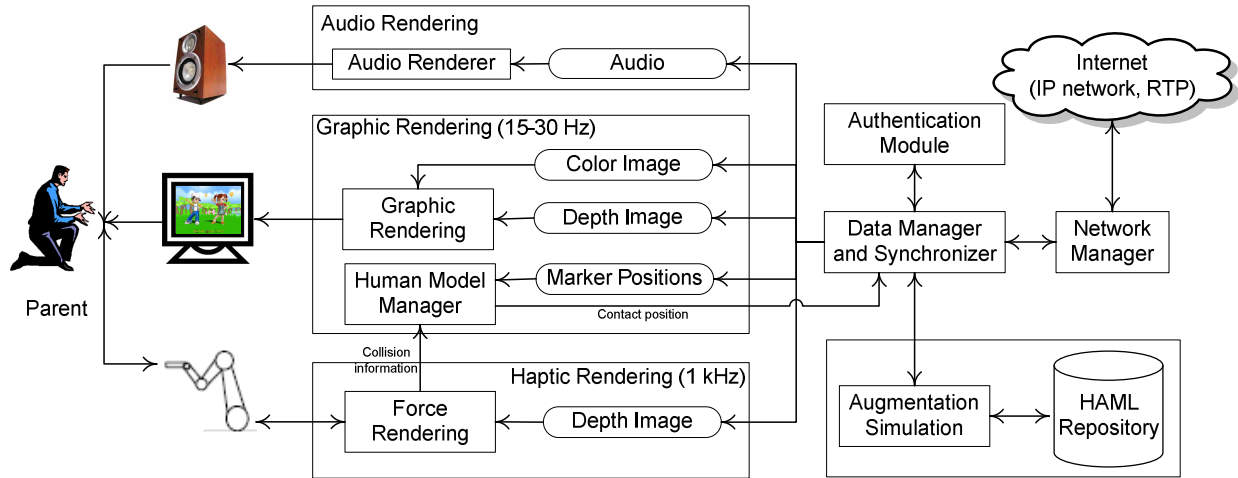 Audio Rendering
Audio Renderer
Audio
Internet
(IP network, RTP)
Graphic Rendering (15-30 Hz)
Authentication
Module
Color Image
Graphic
Rendering
Depth Image
Data Manager
and Synchronizer
Network
Manager
Human Model
Manager
Marker Positions
Contact position
Parent
Collision
information
Haptic Rendering (1 kHz)
Force
Rendering
Depth Image
Augmentation
Simulation
HAML
Repository